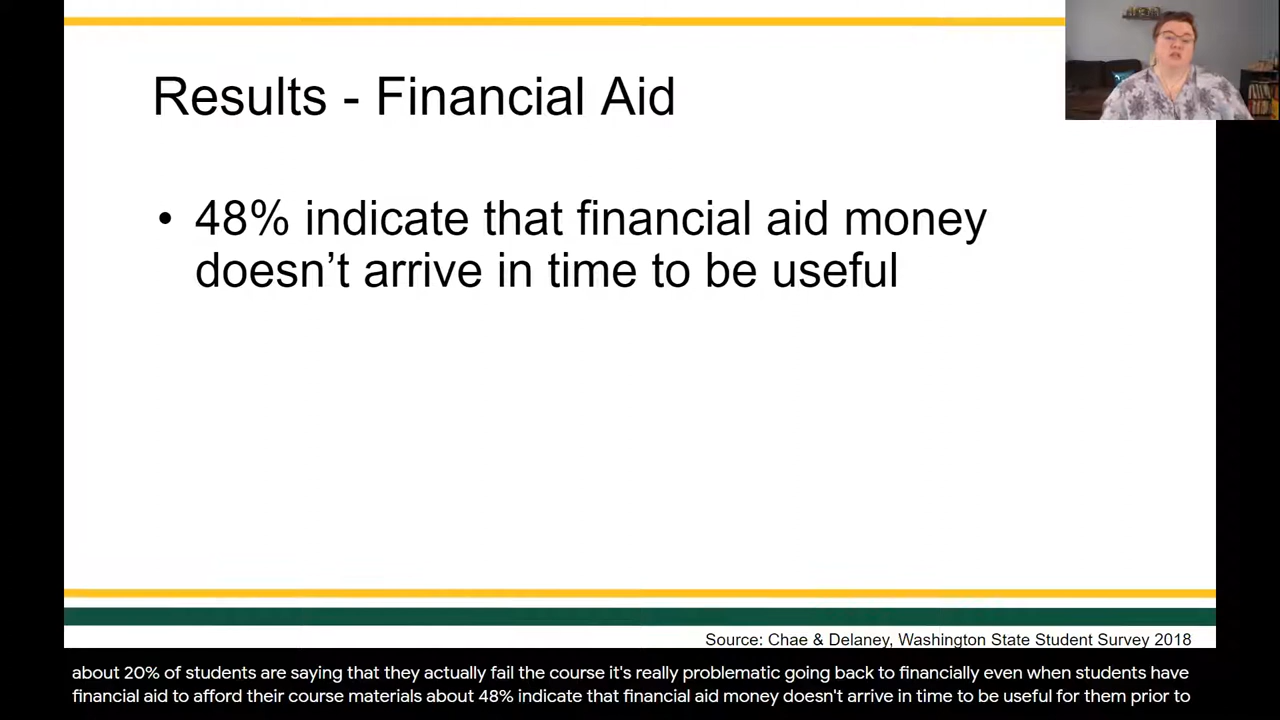 Results - Financial Aid
• 48% indicate that financial aid money
doesn’t arrive in time to be useful
Source: Chae & Delaney, Washington State Student Survey 2018
about 20% of students are saying that they actually fail the course it's really problematic going back to financially even when students have
financial aid to afford their course materials about 48% indicate that financial aid money doesn't arrive in time to be useful for them prior to